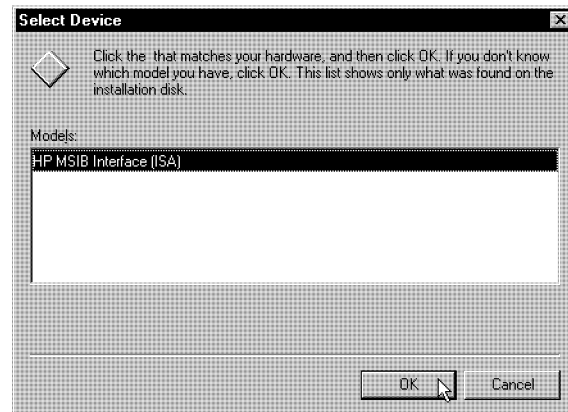 Select Device
Click the  that matches your hardware, and then click OK. If you don't know
which model you have, click OK. This list shows only what was found on the
installation disk.
Models:
HP MSIB Interface (ISA)
OK
Cancel